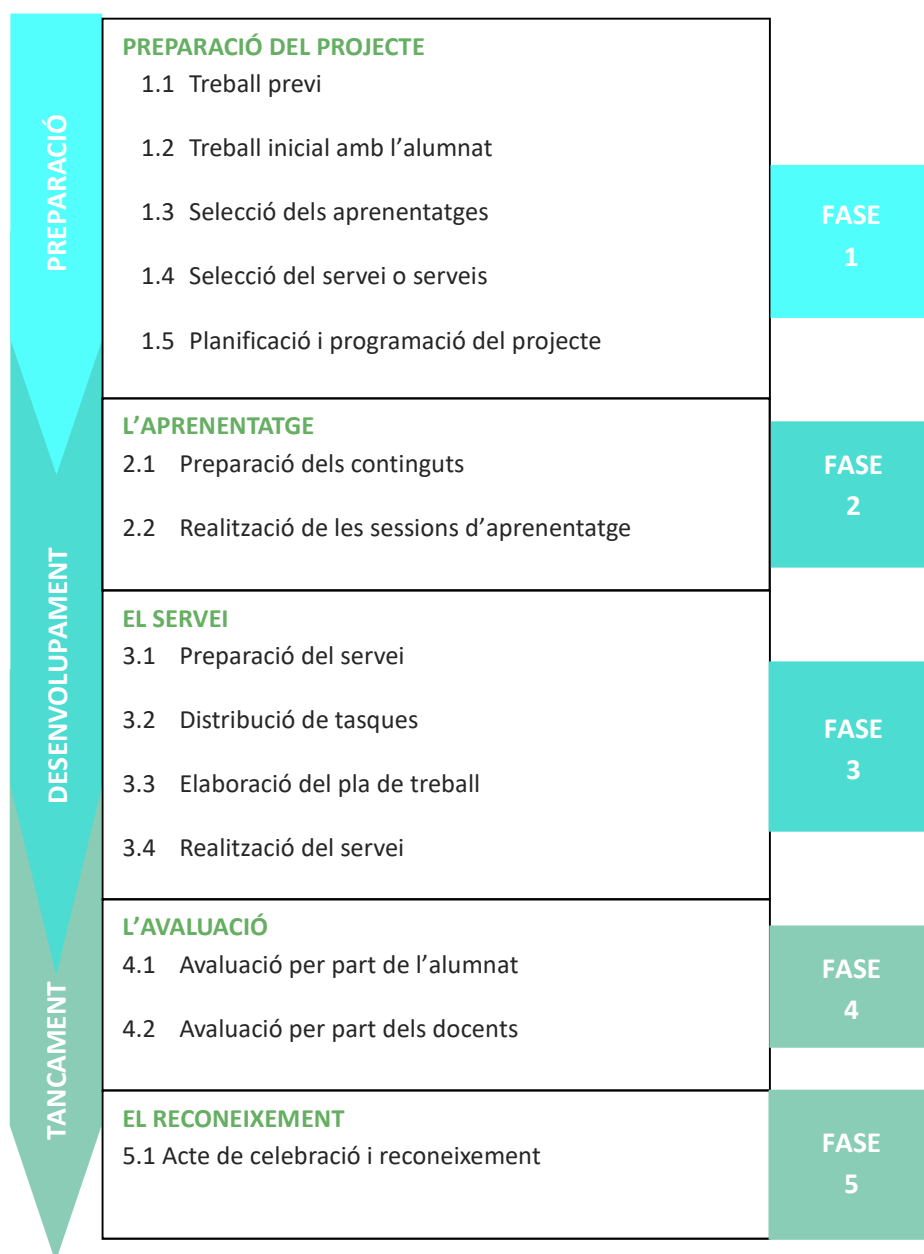 PREPARACIÓ
PREPARACIÓ DEL PROJECTE
1.1 Treball previ
1.2 Treball inicial amb l’alumnat
1.3 Selecció dels aprenentatges
1.4 Selecció del servei o serveis
1.5 Planificació i programació del projecte
FASE
1
DESENVOLUPAMENT
L’APRENENTATGE
2.1 Preparació dels continguts
2.2 Realització de les sessions d’aprenentatge
FASE
2
EL SERVEI
3.1 Preparació del servei
3.2 Distribució de tasques
3.3 Elaboració del pla de treball
3.4 Realització del servei
FASE
3
TANCAMENT
L’AVALUACIÓ
4.1 Avaluació per part de l’alumnat
4.2 Avaluació per part dels docents
FASE
4
EL RECONEIXEMENT
5.1 Acte de celebració i reconeixement
FASE
5